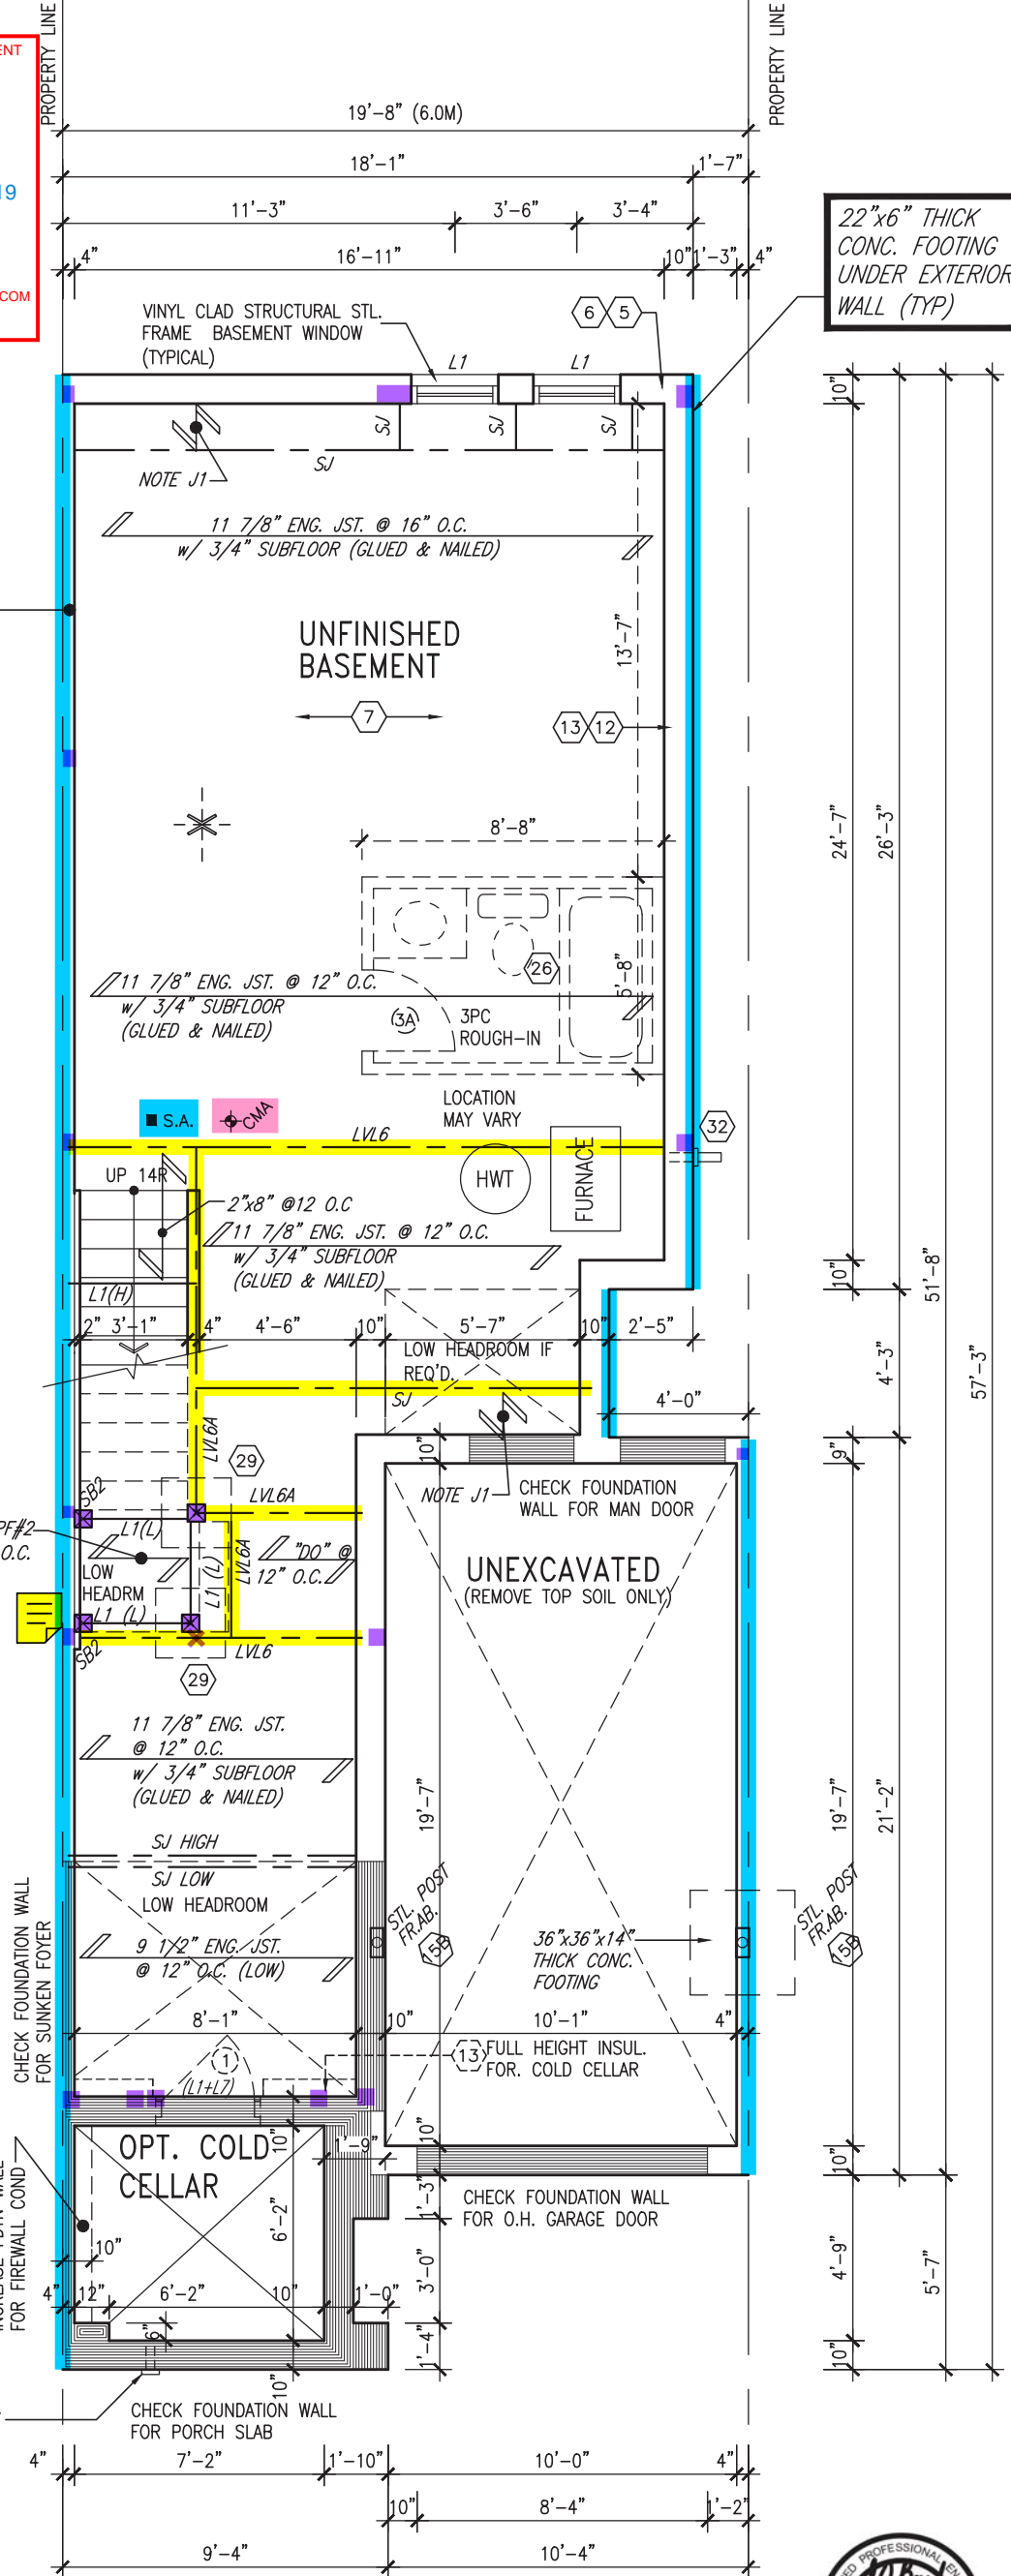 ENT
PROPERTY LINE
PROPERTY LINE
19
COM
19'-8" (6.0M)
18'-1"
1'-7"
11'-3"
3'-6"
3'-4"
4"
16'-11"
10"
1'-3"
4"
22"x6" THICK
CONC. FOOTING
UNDER EXTERIOR
WALL (TYP)
VINYL CLAD STRUCTURAL STL.
FRAME BASEMENT WINDOW
(TYPICAL)
6
5
L1
L1
10"
SJ
SJ
SJ
SJ
NOTE J1
11 7/8" ENG. JST. @ 16" O.C.
w/ 3/4" SUBFLOOR (GLUED & NAILED)
UNFINISHED
BASEMENT
13'-7"
7
13
12
8'-8"
24'-7"
26'-3"
26
5'-8"
11 7/8" ENG. JST. @ 12" O.C.
w/ 3/4" SUBFLOOR
(GLUED & NAILED)
3A
3PC
ROUGH-IN
LOCATION
MAY VARY
S.A.
CMA
LVL6
32
UP 14R
HWT
FURNACE
2"x8" @12 O.C
11 7/8" ENG. JST. @ 12" O.C.
w/ 3/4" SUBFLOOR
(GLUED & NAILED)
10"
51'-8"
L1(H)
2"
3'-1"
4"
4'-6"
10"
5'-7"
10"
2'-5"
LOW HEADROOM IF
REQ'D.
4'-3"
57'-3"
SJ
4'-0"
LVL6A
10"
9"
29
NOTE J1
CHECK FOUNDATION
WALL FOR MAN DOOR
SB2
LVL6A
PF#2
O.C.
L1(L)
LVL6A
"DO" @
12" O.C.
LOW
HEADRM
L1 (L)
L1 (L)
UNEXCAVATED
(REMOVE TOP SOIL ONLY)
SB2
LVL6
29
11 7/8" ENG. JST.
@ 12" O.C.
w/ 3/4" SUBFLOOR
(GLUED & NAILED)
19'-7"
19'-7"
21'-2"
SJ HIGH
SJ LOW
LOW HEADROOM
CHECK FOUNDATION WALL
FOR SUNKEN FOYER
9 1/2" ENG. JST.
@ 12" O.C. (LOW)
STL. POST
FR.AB.
15B
36"x36"x14"
THICK CONC.
FOOTING
STL. POST
FR.AB.
15B
8'-1"
10"
10'-1"
4"
1
(L1+L7)
13
FULL HEIGHT INSUL.
FOR. COLD CELLAR
OPT. COLD
CELLAR
10"
1'-9"
10"
10"
FOR FIREWALL COND
6'-2"
1'-3"
CHECK FOUNDATION WALL
FOR O.H. GARAGE DOOR
10"
3'-0"
4'-9"
5'-7"
4"
12"
6'-2"
10"
1'-0"
6"
1'-4"
10"
10"
CHECK FOUNDATION WALL
FOR PORCH SLAB
4"
7'-2"
1'-10"
10'-0"
4"
10"
8'-4"
1'-2"
9'-4"
10'-4"
PROFESSIONAL